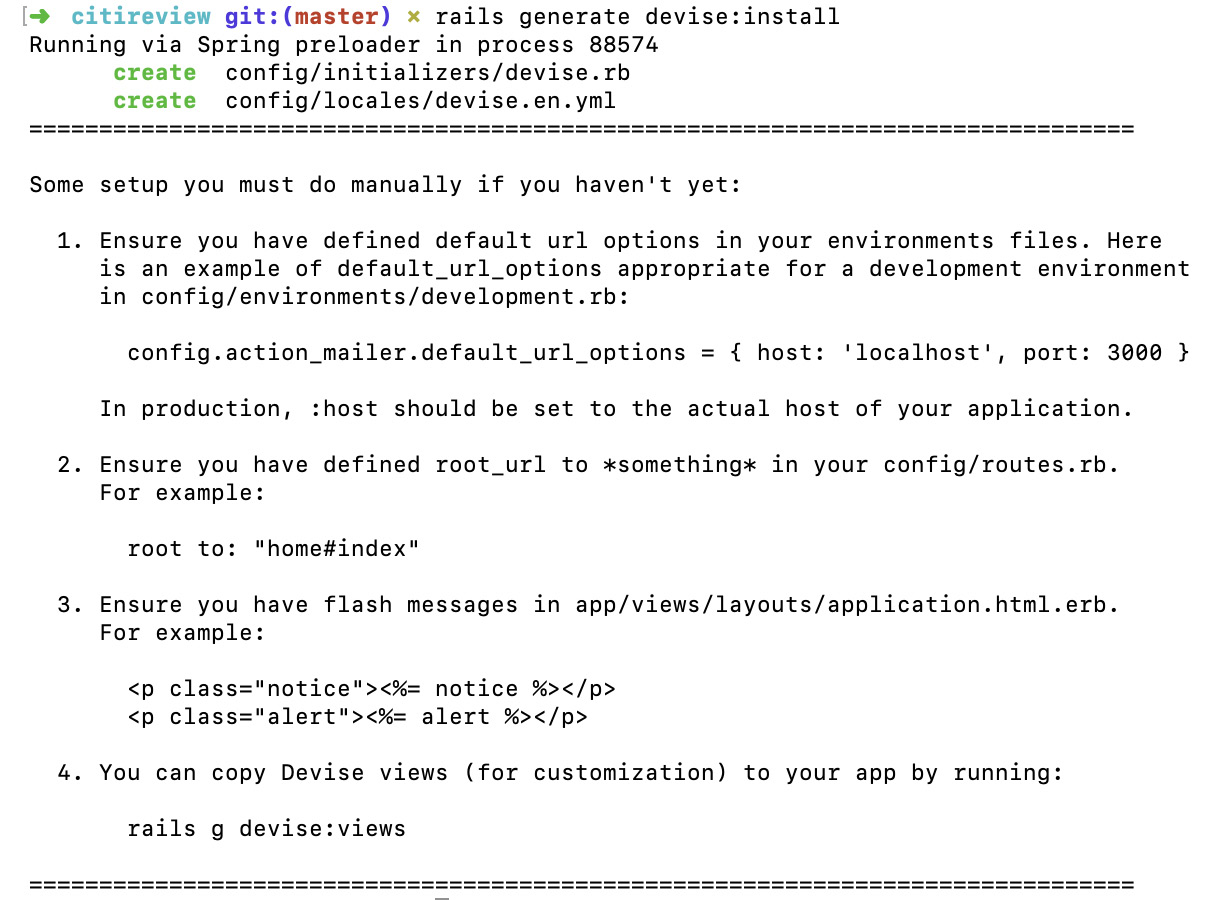 [➜  citireview git:(master) ✗ rails generate devise:install
Running via Spring preloader in process 88574
      create  config/initializers/devise.rb
      create  config/locales/devise.en.yml
===============================================================================

Some setup you must do manually if you haven't yet:

  1. Ensure you have defined default url options in your environments files. Here
     is an example of default_url_options appropriate for a development environment
     in config/environments/development.rb:

       config.action_mailer.default_url_options = { host: 'localhost', port: 3000 }

     In production, :host should be set to the actual host of your application.

  2. Ensure you have defined root_url to *something* in your config/routes.rb.
     For example:

       root to: "home#index"

  3. Ensure you have flash messages in app/views/layouts/application.html.erb.
     For example:

       <p class="notice"><%= notice %></p>
       <p class="alert"><%= alert %></p>

  4. You can copy Devise views (for customization) to your app by running:

       rails g devise:views

===============================================================================